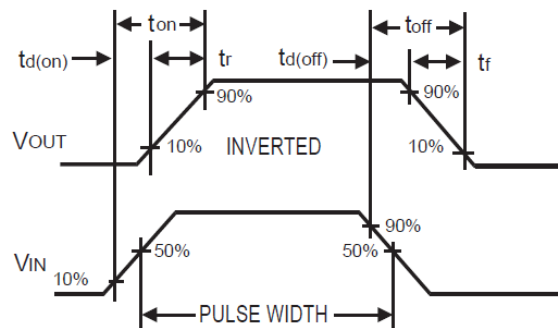 ton toff
td(on) tr td(off) tf
90% 90%
VOUT 10% INVERTED 10%
90%
VIN 50% 50%
10%
PULSE WIDTH